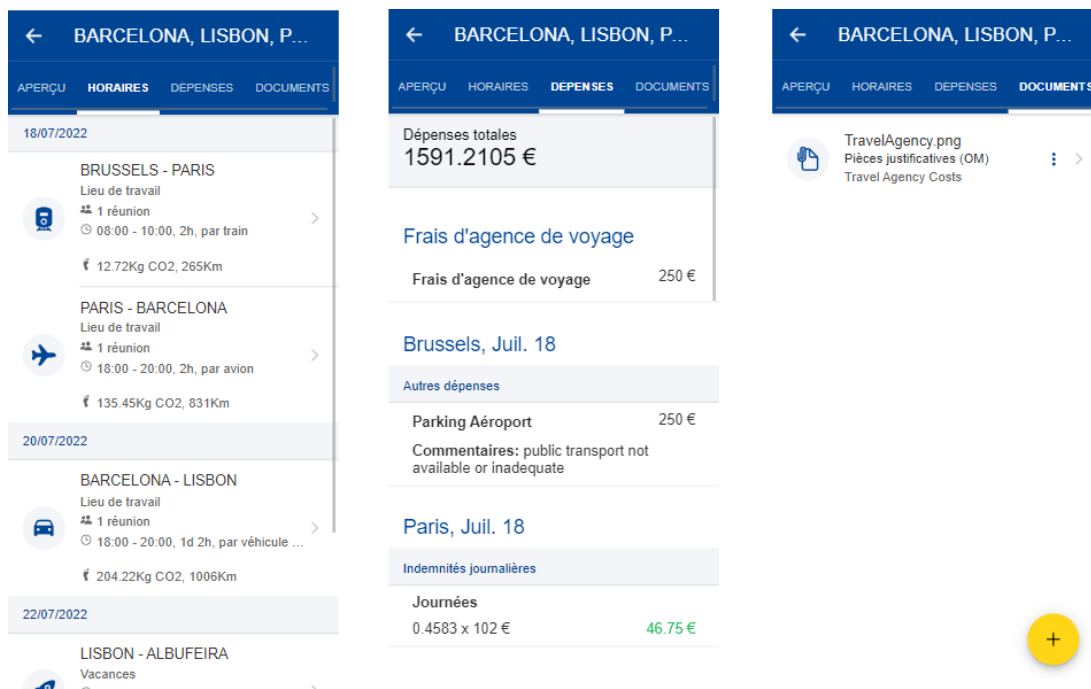 BARCELONA, LISBON, P...
APERÇU HORAIRES DÉPENSES DOCUMENTS
18/07/2022
BRUSSELS - PARIS
Lieu de travail
1 réunion
08:00 - 10:00, 2h, par train
12.72Kg CO2, 265Km
PARIS - BARCELONA
Lieu de travail
1 réunion
18:00 - 20:00, 2h, par avion
135.45Kg CO2, 831Km
20/07/2022
BARCELONA - LISBON
Lieu de travail
1 réunion
18:00 - 20:00, 1d 2h, par véhicule ...
204.22Kg CO2, 1006Km
22/07/2022
LISBON - ALBUFEIRA
Vacances
BARCELONA, LISBON, P...
APERÇU HORAIRES DÉPENSES DOCUMENTS
Dépenses totales
1591.2105 €
Frais d'agence de voyage
Frais d'agence de voyage 250 €
Brussels, Juil. 18
Autres dépenses
Parking Aéroport 250 €
Commentaires: public transport not
available or inadequate
Paris, Juil. 18
Indemnités journalières
Journées
0.4583 x 102 € 46.75 €
BARCELONA, LISBON, P...
APERÇU HORAIRES DÉPENSES DOCUMENTS
TravelAgency.png
Pièces justificatives (OM)
Travel Agency Costs
+